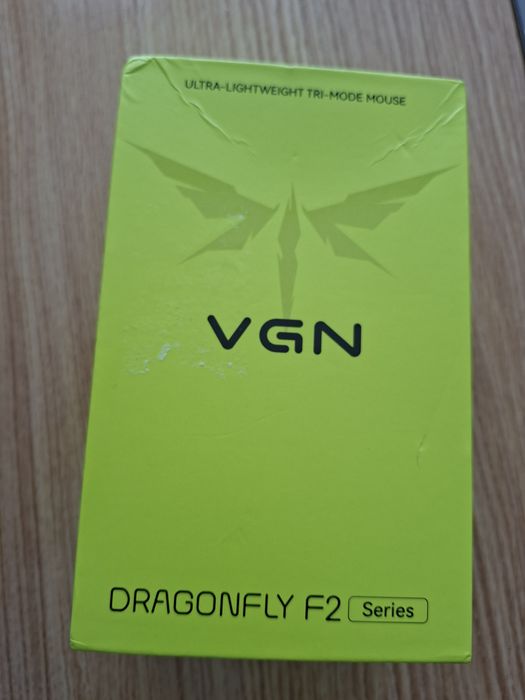 ULTRA-LIGHTWEIGHT TRI-MODE MOUSE
VGN
DRAGONFLY F2 Series